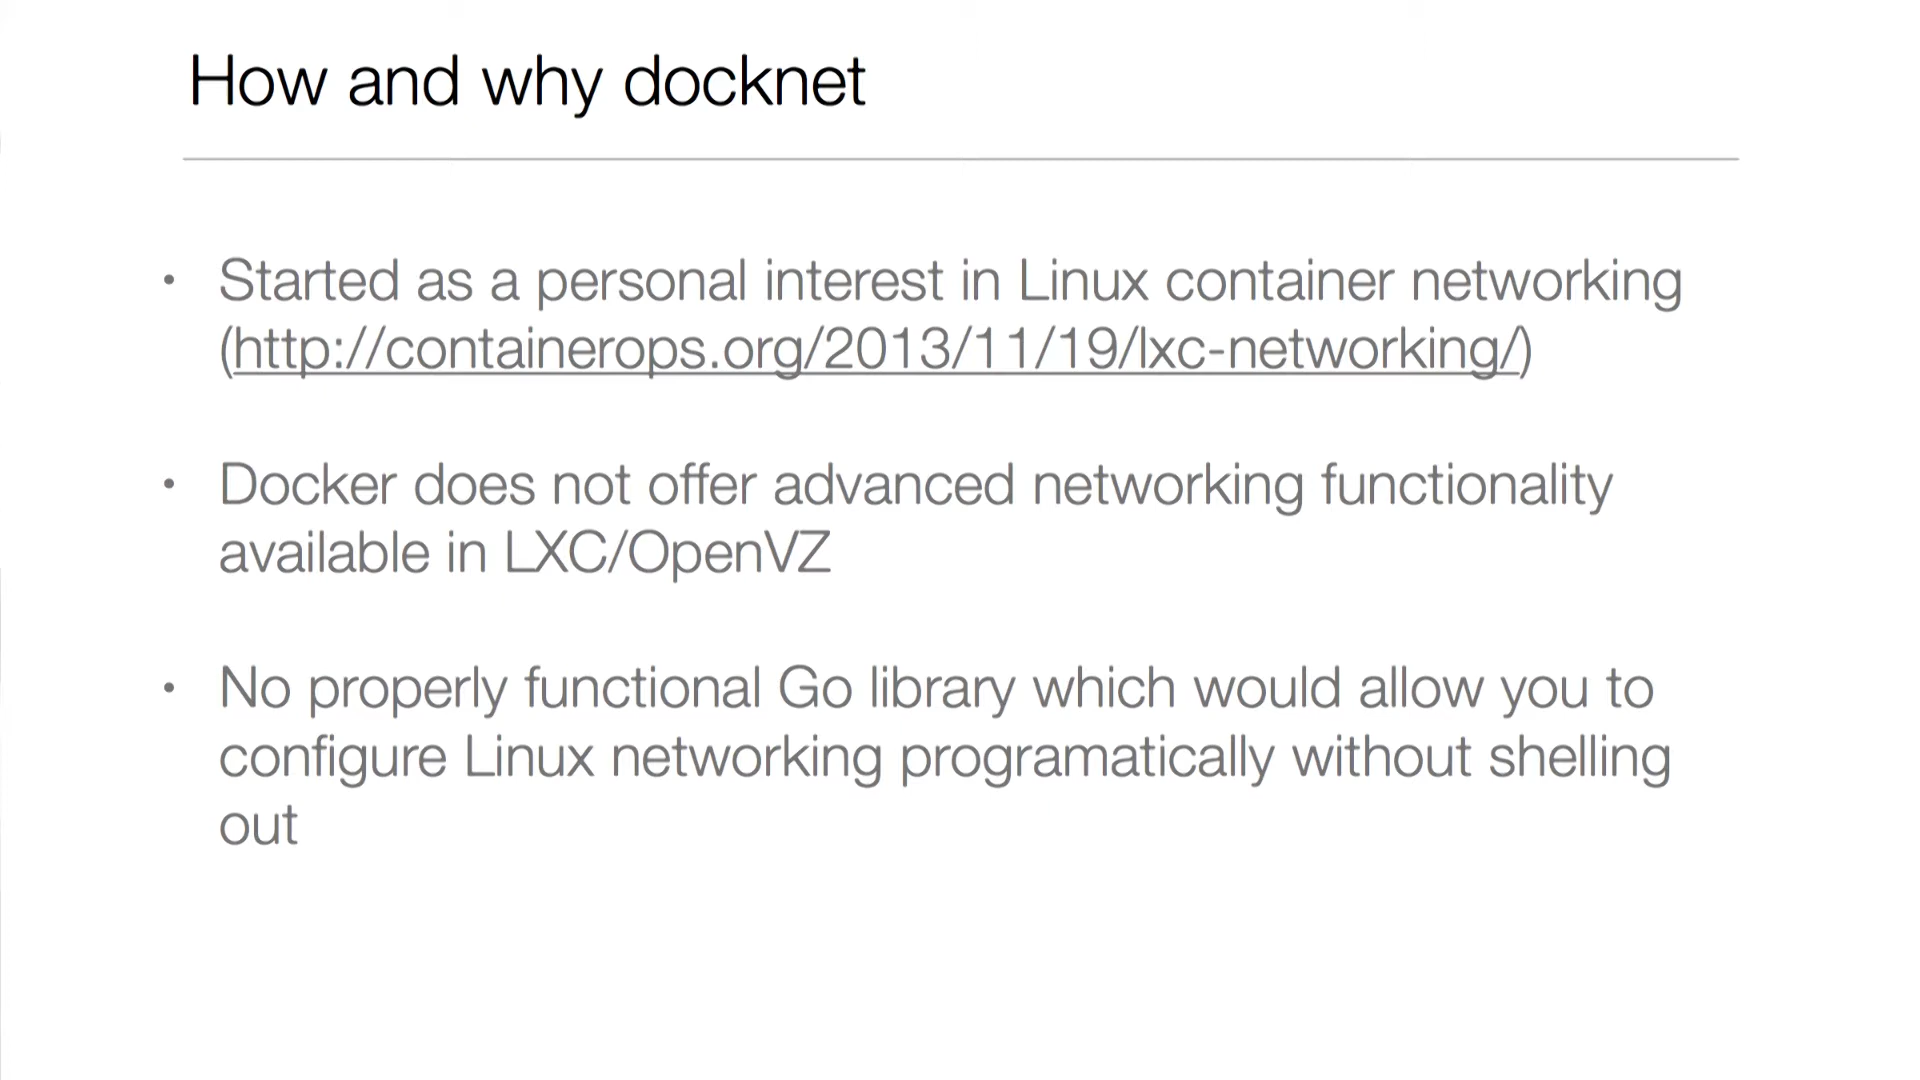 How and why docknet
• Started as a personal interest in Linux container networking
(http://containerops.org/2013/11/19/lxc-networking/)
• Docker does not offer advanced networking functionality
available in LXC/OpenVZ
• No properly functional Go library which would allow you to
configure Linux networking programatically without shelling
out